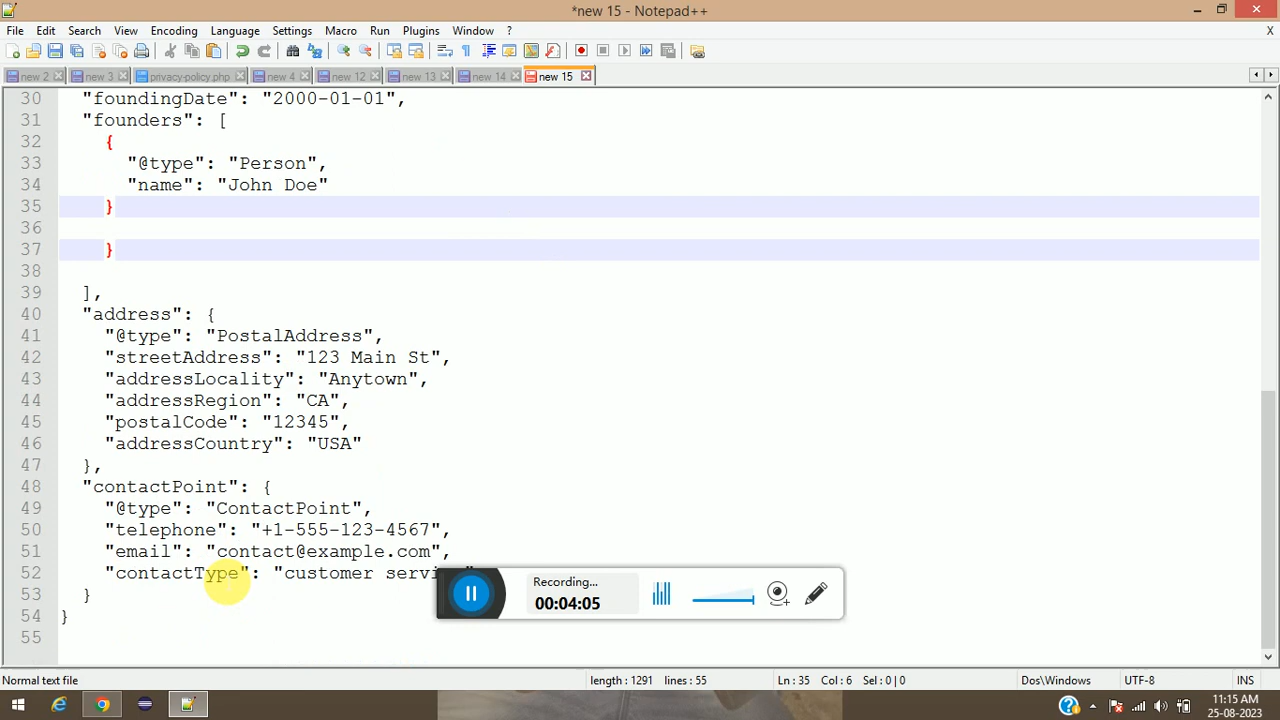 *new 15 - Notepad++
File Edit Search View Encoding Language Settings Macro Run Plugins Window ? X
new 2 new 3 privacy-policy.php new 4 new 12 new 13 new 14 new 15
30 "foundingDate": "2000-01-01",
31 "founders": [
32 {
33 "@type": "Person",
34 "name": "John Doe"
35 }
36
37 }
38
39 ],
40 "address": {
41 "@type": "PostalAddress",
42 "streetAddress": "123 Main St",
43 "addressLocality": "Anytown",
44 "addressRegion": "CA",
45 "postalCode": "12345",
46 "addressCountry": "USA"
47 },
48 "contactPoint": {
49 "@type": "ContactPoint",
50 "telephone": "+1-555-123-4567",
51 "email": "contact@example.com",
52 "contactType": "customer servi
53 }
54 }
55
Recording...
00:04:05
Normal text file length : 1291 lines : 55 Ln : 35 Col : 6 Sel : 0 | 0 Dos\Windows UTF-8 INS
11:15 AM
25-08-2023